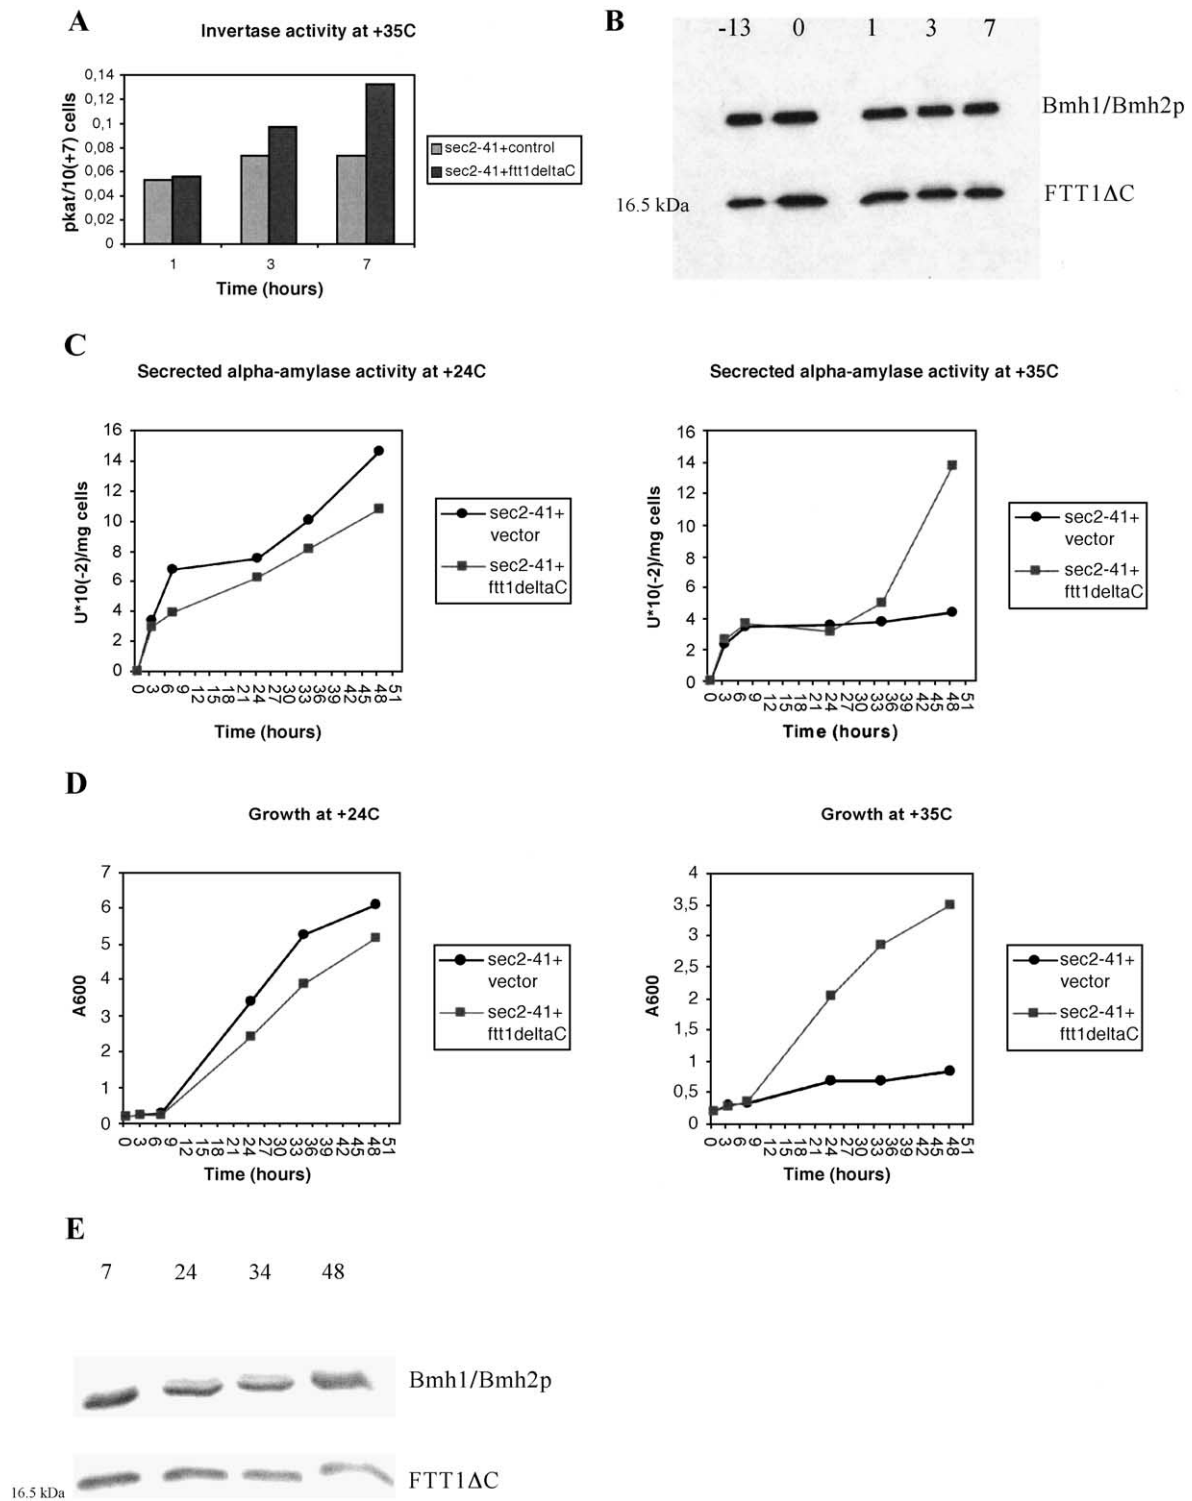 A
Invertase activity at +35C
0,14
0,12
0,1
0,08
0,06
0,04
0,02
0
pkat/10(+7) cells
1 3 7
Time (hours)
sec2-41+control
sec2-41+ftt1deltaC
B
-13 0 1 3 7
Bmh1/Bmh2p
FTT1ΔC
16.5 kDa
C
Secrected alpha-amylase activity at +24C
16
14
12
10
8
6
4
2
0
U*10(-2)/mg cells
0 3 6 9 12 15 18 21 24 27 30 33 36 39 42 45 48 51
Time (hours)
sec2-41+
vector
sec2-41+
ftt1deltaC
Secrected alpha-amylase activity at +35C
16
14
12
10
8
6
4
2
0
U*10(-2)/mg cells
0 3 6 9 12 15 18 21 24 27 30 33 36 39 42 45 48 51
Time (hours)
sec2-41+
vector
sec2-41+
ftt1deltaC
D
Growth at +24C
7
6
5
4
3
2
1
0
A600
0 3 6 9 12 15 18 21 24 27 30 33 36 39 42 45 48 51
Time (hours)
sec2-41+
vector
sec2-41+
ftt1deltaC
Growth at +35C
4
3,5
3
2,5
2
1,5
1
0,5
0
A600
0 3 6 9 12 15 18 21 24 27 30 33 36 39 42 45 48 51
Time (hours)
sec2-41+
vector
sec2-41+
ftt1deltaC
E
7 24 34 48
Bmh1/Bmh2p
FTT1ΔC
16.5 kDa